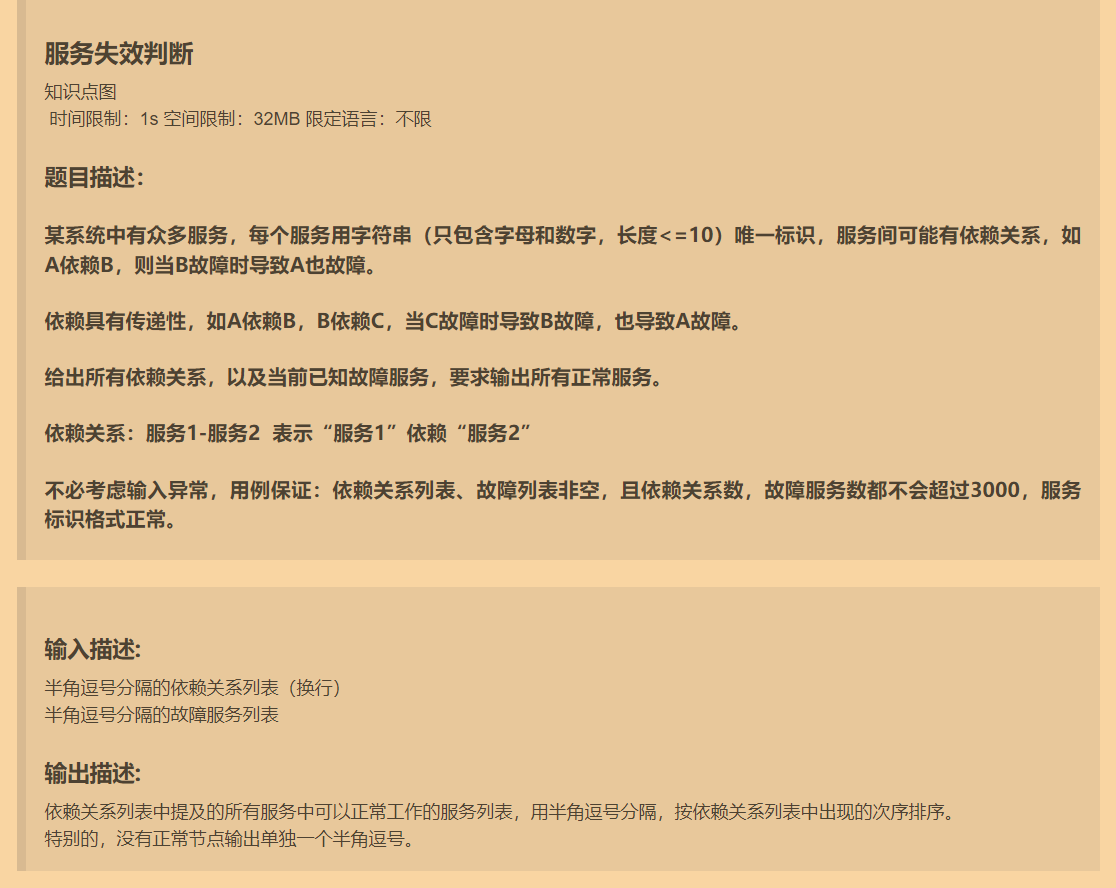 服务失效判断
知识点图
时间限制：1s 空间限制：32MB 限定语言：不限
题目描述：
某系统中有众多服务，每个服务用字符串（只包含字母和数字，长度<=10）唯一标识，服务间可能有依赖关系，如
A依赖B，则当B故障时导致A也故障。
依赖具有传递性，如A依赖B，B依赖C，当C故障时导致B故障，也导致A故障。
给出所有依赖关系，以及当前已知故障服务，要求输出所有正常服务。
依赖关系：服务1-服务2 表示“服务1”依赖“服务2”
不必考虑输入异常，用例保证：依赖关系列表、故障列表非空，且依赖关系数，故障服务数都不会超过3000，服务
标识格式正常。
输入描述:
半角逗号分隔的依赖关系列表（换行）
半角逗号分隔的故障服务列表
输出描述:
依赖关系列表中提及的所有服务中可以正常工作的服务列表，用半角逗号分隔，按依赖关系列表中出现的次序排序。
特别的，没有正常节点输出单独一个半角逗号。